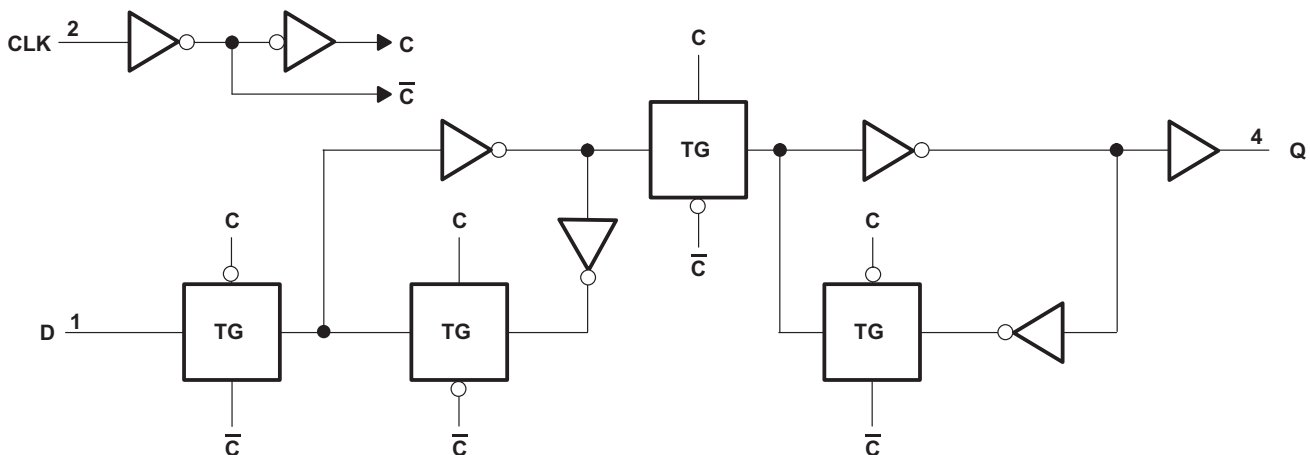 CLK 2 C
C̅
C
TG 4 Q
C C C
C̅
D 1 TG TG TG
C̅ C̅ C̅